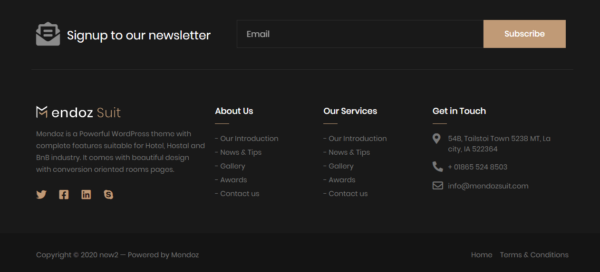 Signup to our newsletter
Email
Subscribe
Mendoz Suit
Mendoz is a Powerful WordPress theme with
complete features suitable for Hotel, Hostal and
BnB industry. It comes with beautiful design
with conversion oriented rooms pages.
About Us
- Our Introduction
- News & Tips
- Gallery
- Awards
- Contact us
Our Services
- Our Introduction
- News & Tips
- Gallery
- Awards
- Contact us
Get in Touch
54B, Tailstoi Town 5238 MT, La
city, IA 522364
+ 01865 524 8503
info@mendozsuit.com
Copyright © 2020 new2 — Powered by Mendoz
Home Terms & Conditions